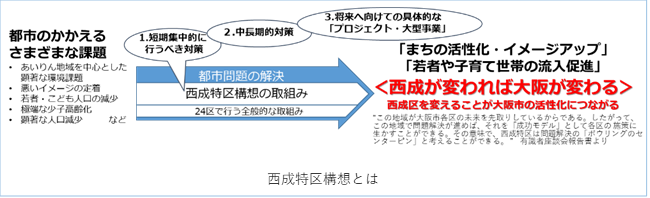 都市のかかえる
さまざまな課題
• あいりん地域を中心とした
顕著な環境課題
• 悪いイメージの定着
• 若者・こども人口の減少
• 極端な少子高齢化
• 顕著な人口減少　　など
1.短期集中的に
行うべき対策
2.中長期的対策
3.将来へ向けての具体的な
「プロジェクト・大型事業」
都市問題の解決
西成特区構想の取組み
24区で行う全般的な取組み
「まちの活性化・イメージアップ」
「若者や子育て世帯の流入促進」
＜西成が変われば大阪が変わる＞
西成区を変えることが大阪市の活性化につながる
“この地域が大阪市各区の未来を先取りしているからである。したがって、
この地域で問題解決が進めば、それを「成功モデル」として各区の施策に
生かすことができる。その意味で、西成特区は問題解決の「ボウリングのセ
ンターピン」と考えることができる。” 有識者座談会報告書より
西成特区構想とは